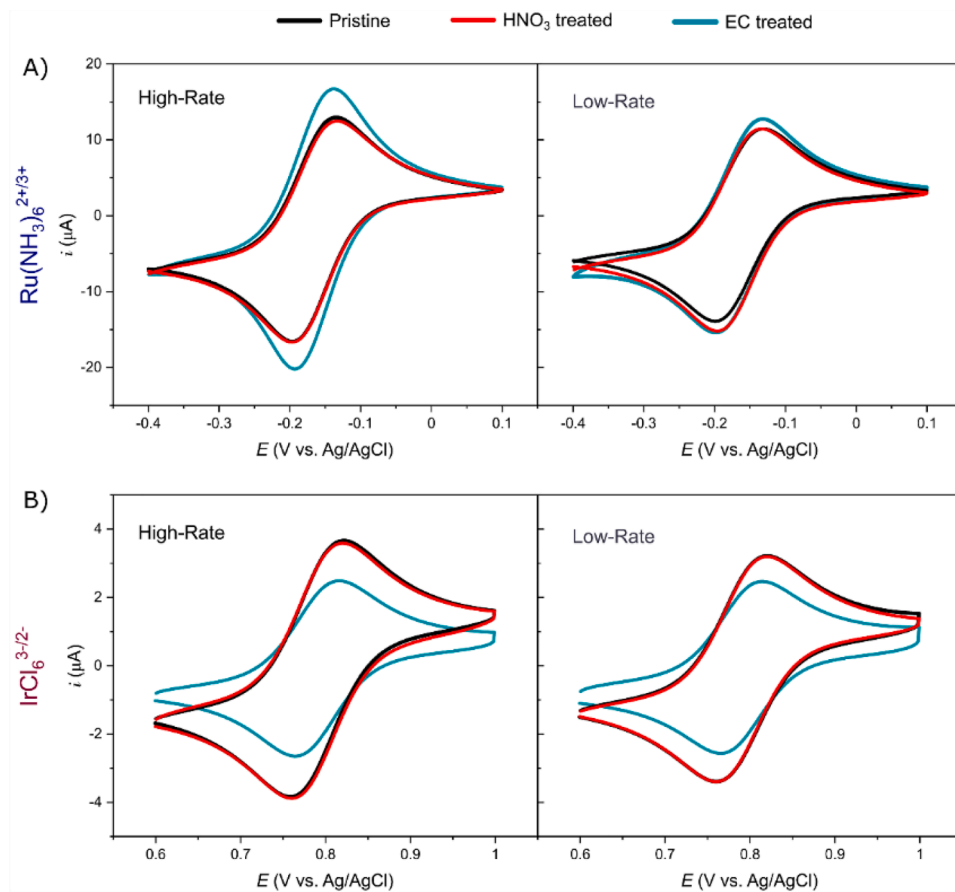 Pristine HNO₃ treated EC treated
A)
High-Rate Low-Rate
Ru(NH₃)₆²⁺/³⁺
i (µA)
20
10
0
-10
-20
-0.4 -0.3 -0.2 -0.1 0 0.1 -0.4 -0.3 -0.2 -0.1 0 0.1
E (V vs. Ag/AgCl) E (V vs. Ag/AgCl)
B)
High-Rate Low-Rate
IrCl₆³⁻/²⁻
i (µA)
4
2
0
-2
-4
0.6 0.7 0.8 0.9 1 0.6 0.7 0.8 0.9 1
E (V vs. Ag/AgCl) E (V vs. Ag/AgCl)